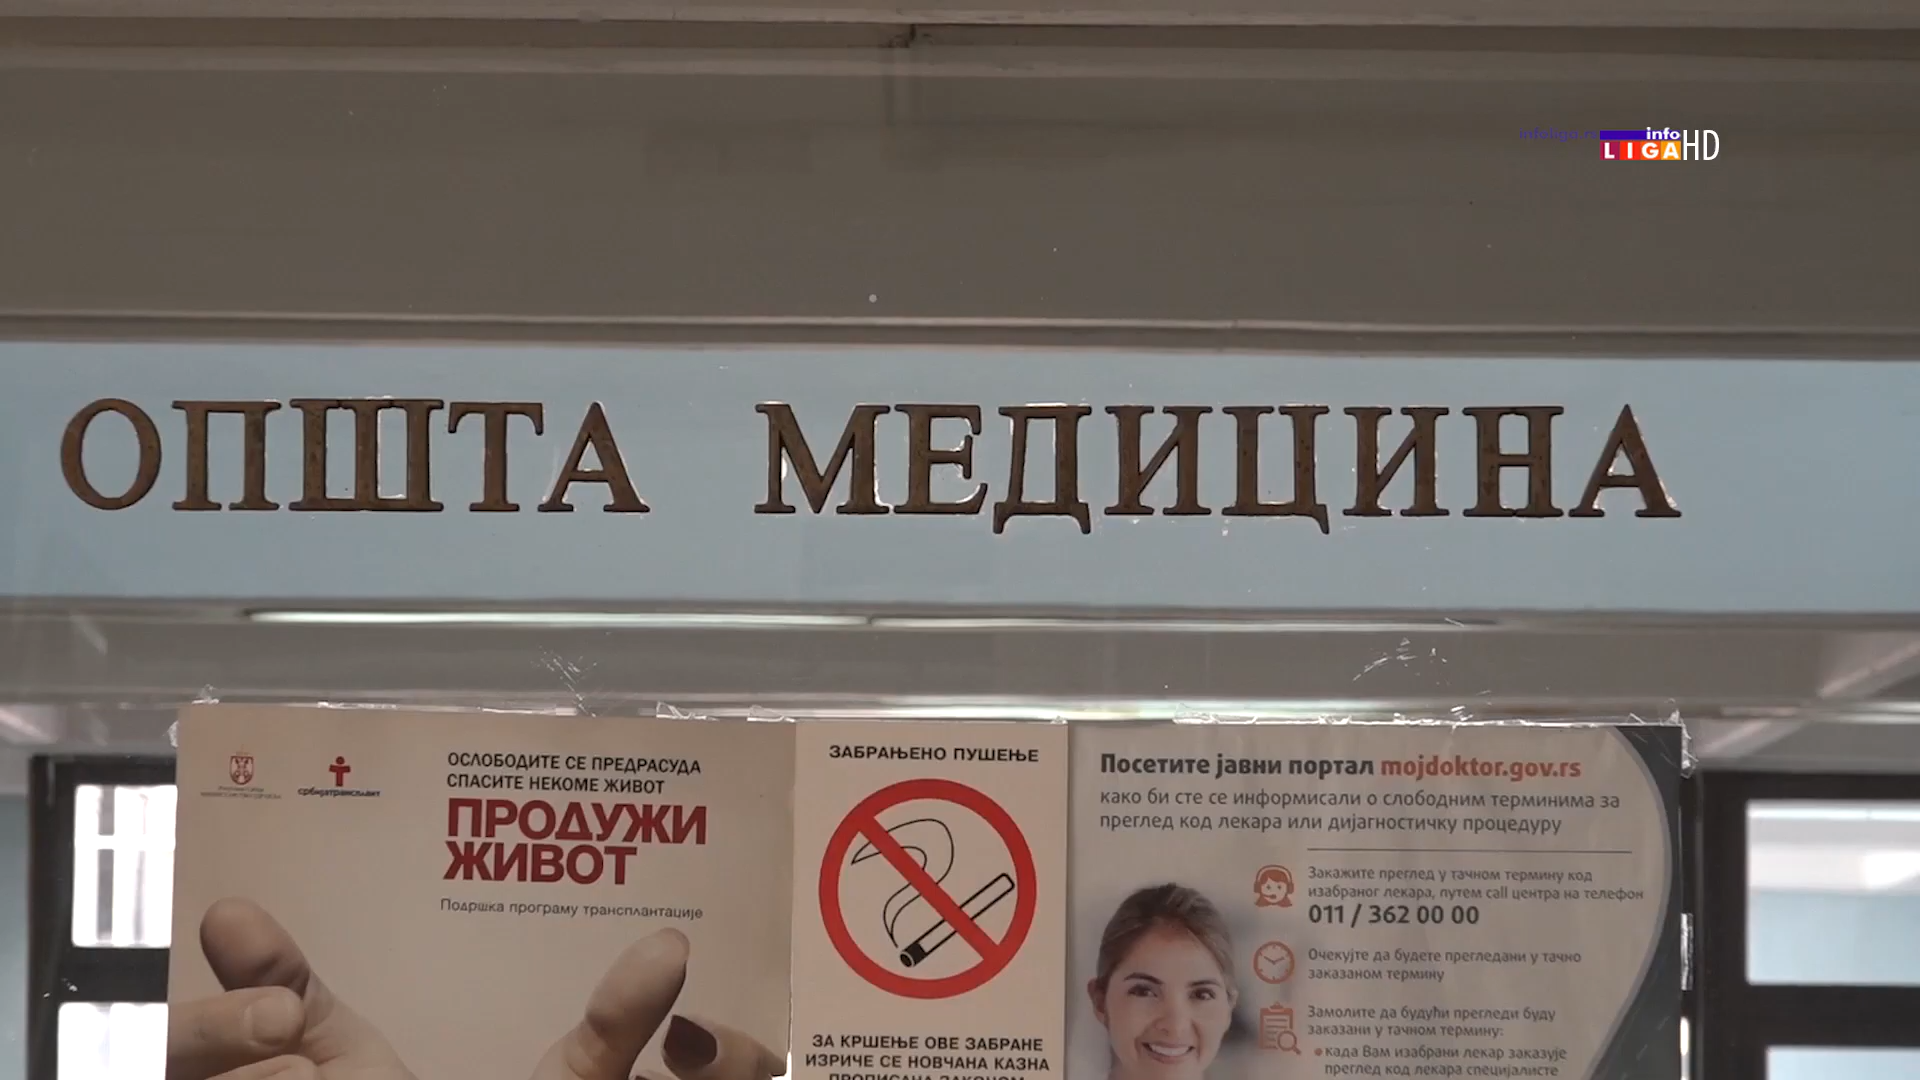 info
LIGA HD
ОПШТА МЕДИЦИНА
србијатрансплант
ОСЛОБОДИТЕ СЕ ПРЕДРАСУДА
СПАСИТЕ НЕКОМЕ ЖИВОТ
ПРОДУЖИ
ЖИВОТ
Подршка програму трансплантације
ЗАБРАЊЕНО ПУШЕЊЕ
ЗА КРШЕЊЕ ОВЕ ЗАБРАНЕ
ИЗРИЧЕ СЕ НОВЧАНА КАЗНА
ПРОПИСАНА ЗАКОНОМ
Посетите јавни портал mojdoktor.gov.rs
како би сте се информисали о слободним терминима за
преглед код лекара или дијагностичку процедуру
Закажите преглед у тачном термину код
изабраног лекара, путем call центра на телефон
011 / 362 00 00
Очекујте да будете прегледани у тачно
заказаном термину
Замолите да будући прегледи буду
заказани у тачном термину:
•када Вам изабрани лекар заказује
преглед код лекара специјалисте